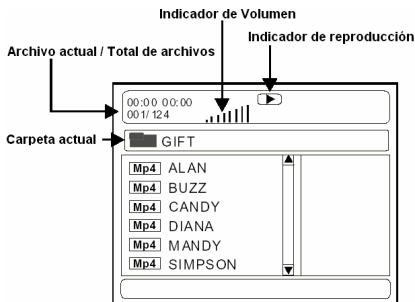 Indicador de Volumen
Indicador de reproducción
Archivo actual / Total de archivos
00:00 00:00
001/124
Carpeta actual
GIFT
Mp4 ALAN
Mp4 BUZZ
Mp4 CANDY
Mp4 DIANA
Mp4 MANDY
Mp4 SIMPSON